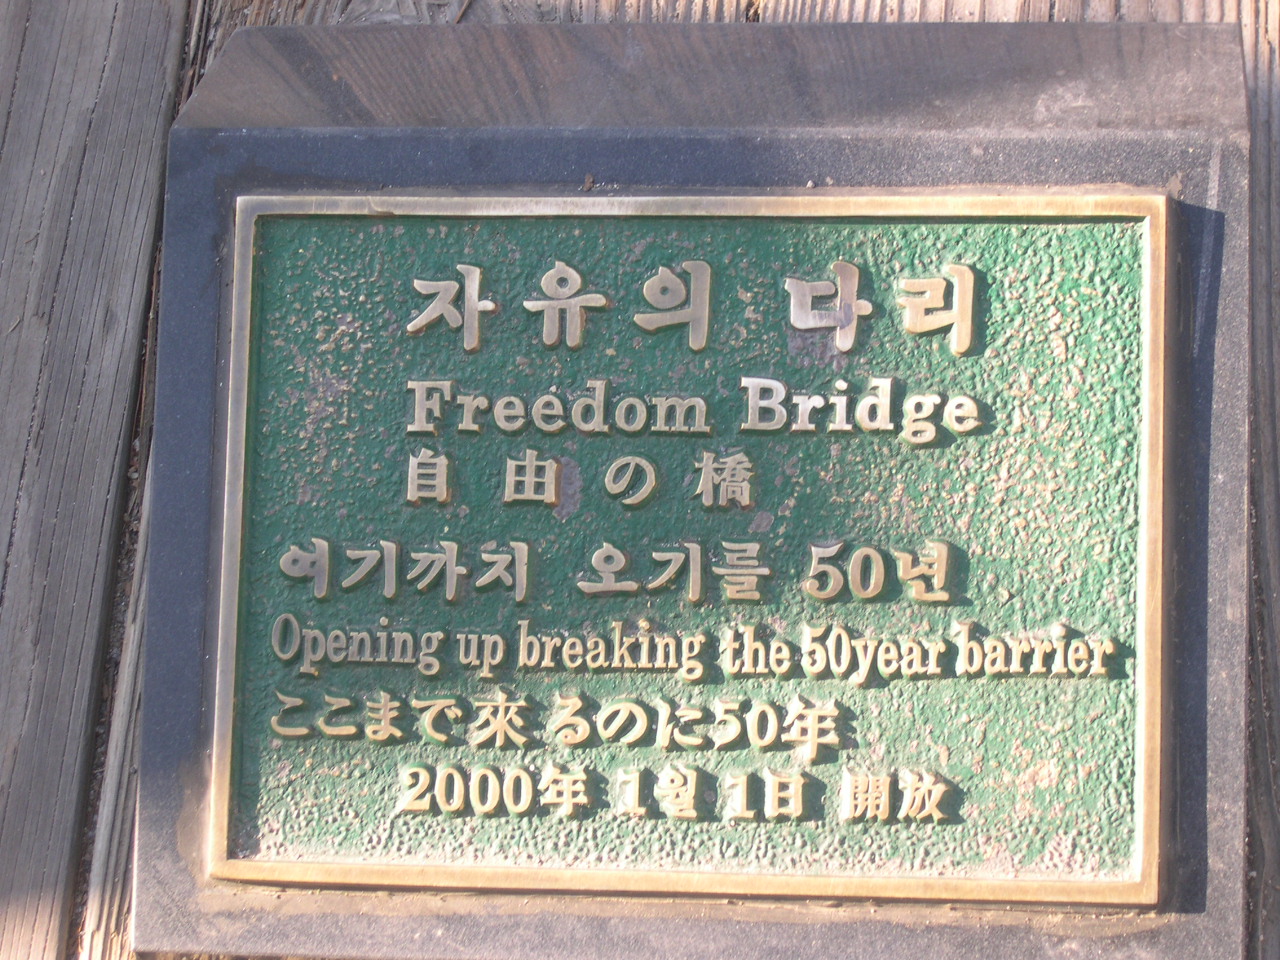 자유의 다리
Freedom Bridge
自由の橋
여기까지 오기를 50년
Opening up breaking the 50year barrier
ここまで來るのに50年
2000年 1월 1日 開放